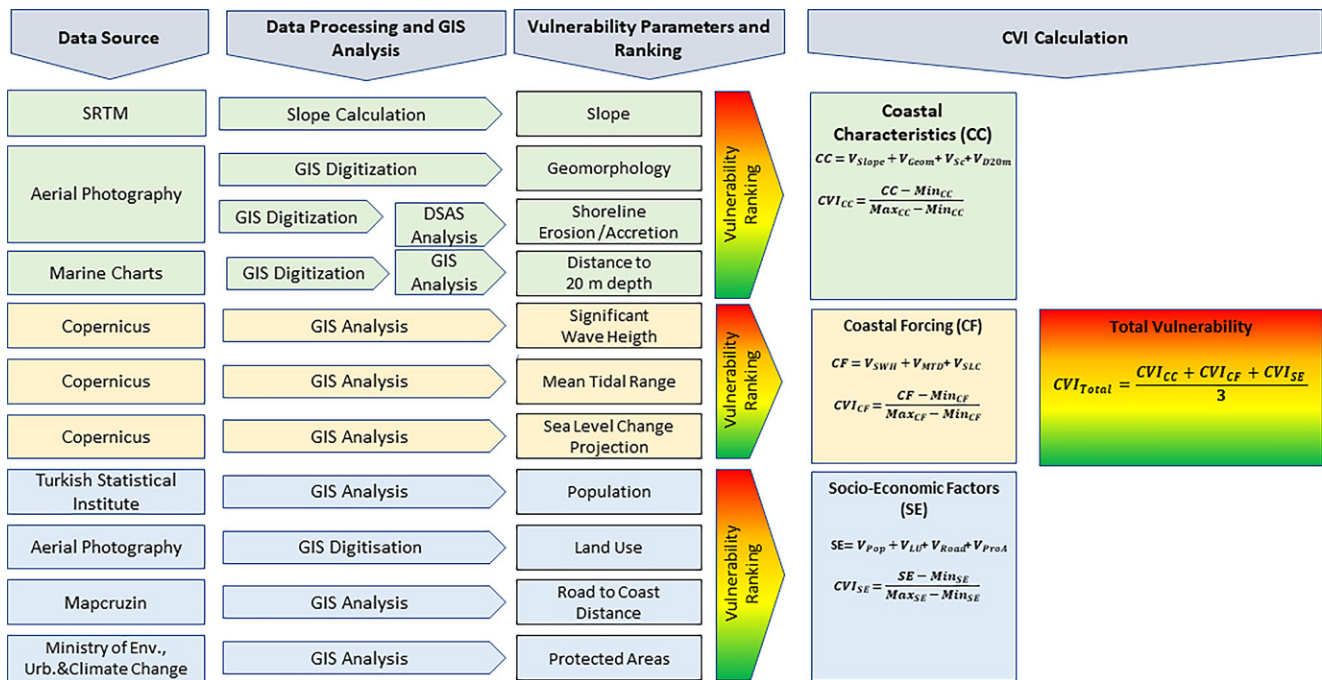 Data Source
Data Processing and GIS
Analysis
Vulnerability Parameters and
Ranking
CVI Calculation
SRTM
Slope Calculation
Slope
Aerial Photography
GIS Digitization
Geomorphology
GIS Digitization
DSAS
Analysis
Shoreline
Erosion /Accretion
Marine Charts
GIS Digitization
GIS
Analysis
Distance to
20 m depth
Vulnerability
Ranking
Coastal
Characteristics (CC)
CC = V_Slope + V_Geom + V_Sc + V_D20m
CVI_CC = (CC − Min_CC) / (Max_CC − Min_CC)
Copernicus
GIS Analysis
Significant
Wave Heigth
Copernicus
GIS Analysis
Mean Tidal Range
Copernicus
GIS Analysis
Sea Level Change
Projection
Vulnerability
Ranking
Coastal Forcing (CF)
CF = V_SWH + V_MTD + V_SLC
CVI_CF = (CF − Min_CF) / (Max_CF − Min_CF)
Total Vulnerability
CVI_Total = (CVI_CC + CVI_CF + CVI_SE) / 3
Turkish Statistical
Institute
GIS Analysis
Population
Aerial Photography
GIS Digitisation
Land Use
Mapcruzin
GIS Analysis
Road to Coast
Distance
Ministry of Env.,
Urb.&Climate Change
GIS Analysis
Protected Areas
Vulnerability
Ranking
Socio-Economic Factors
(SE)
SE = V_Pop + V_LU + V_Road + V_ProA
CVI_SE = (SE − Min_SE) / (Max_SE − Min_SE)